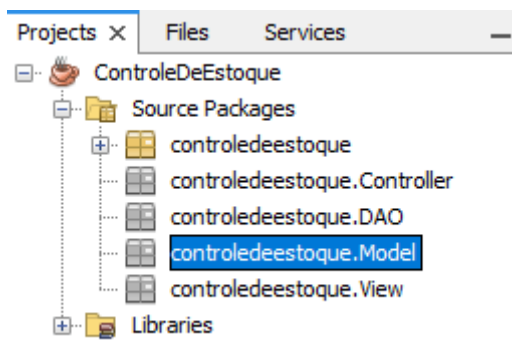 Projects Files Services
ControleDeEstoque
Source Packages
controledeestoque
controledeestoque.Controller
controledeestoque.DAO
controledeestoque.Model
controledeestoque.View
Libraries